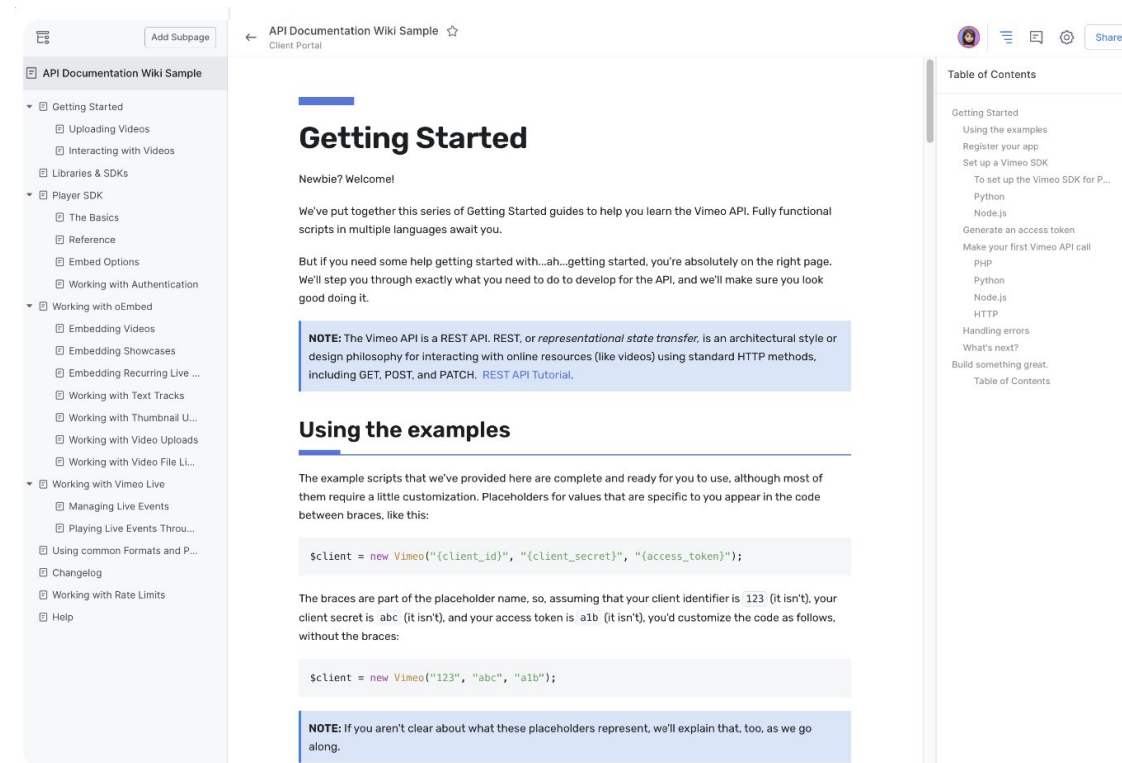 Add Subpage
API Documentation Wiki Sample
Client Portal
Share
API Documentation Wiki Sample
Getting Started
Uploading Videos
Interacting with Videos
Libraries & SDKs
Player SDK
The Basics
Reference
Embed Options
Working with Authentication
Working with oEmbed
Embedding Videos
Embedding Showcases
Embedding Recurring Live ...
Working with Text Tracks
Working with Thumbnail U...
Working with Video Uploads
Working with Video File Li...
Working with Vimeo Live
Managing Live Events
Playing Live Events Throu...
Using common Formats and P...
Changelog
Working with Rate Limits
Help
Getting Started
Newbie? Welcome!
We've put together this series of Getting Started guides to help you learn the Vimeo API. Fully functional
scripts in multiple languages await you.
But if you need some help getting started with...ah...getting started, you're absolutely on the right page.
We'll step you through exactly what you need to do to develop for the API, and we'll make sure you look
good doing it.
NOTE: The Vimeo API is a REST API. REST, or representational state transfer, is an architectural style or
design philosophy for interacting with online resources (like videos) using standard HTTP methods,
including GET, POST, and PATCH. REST API Tutorial.
Using the examples
The example scripts that we've provided here are complete and ready for you to use, although most of
them require a little customization. Placeholders for values that are specific to you appear in the code
between braces, like this:
$client = new Vimeo("{client_id}", "{client_secret}", "{access_token}");
The braces are part of the placeholder name, so, assuming that your client identifier is 123 (it isn't), your
client secret is abc (it isn't), and your access token is a1b (it isn't), you'd customize the code as follows,
without the braces:
$client = new Vimeo("123", "abc", "a1b");
NOTE: If you aren't clear about what these placeholders represent, we'll explain that, too, as we go
along.
Table of Contents
Getting Started
Using the examples
Register your app
Set up a Vimeo SDK
To set up the Vimeo SDK for P...
Python
Node.js
Generate an access token
Make your first Vimeo API call
PHP
Python
Node.js
HTTP
Handling errors
What's next?
Build something great.
Table of Contents